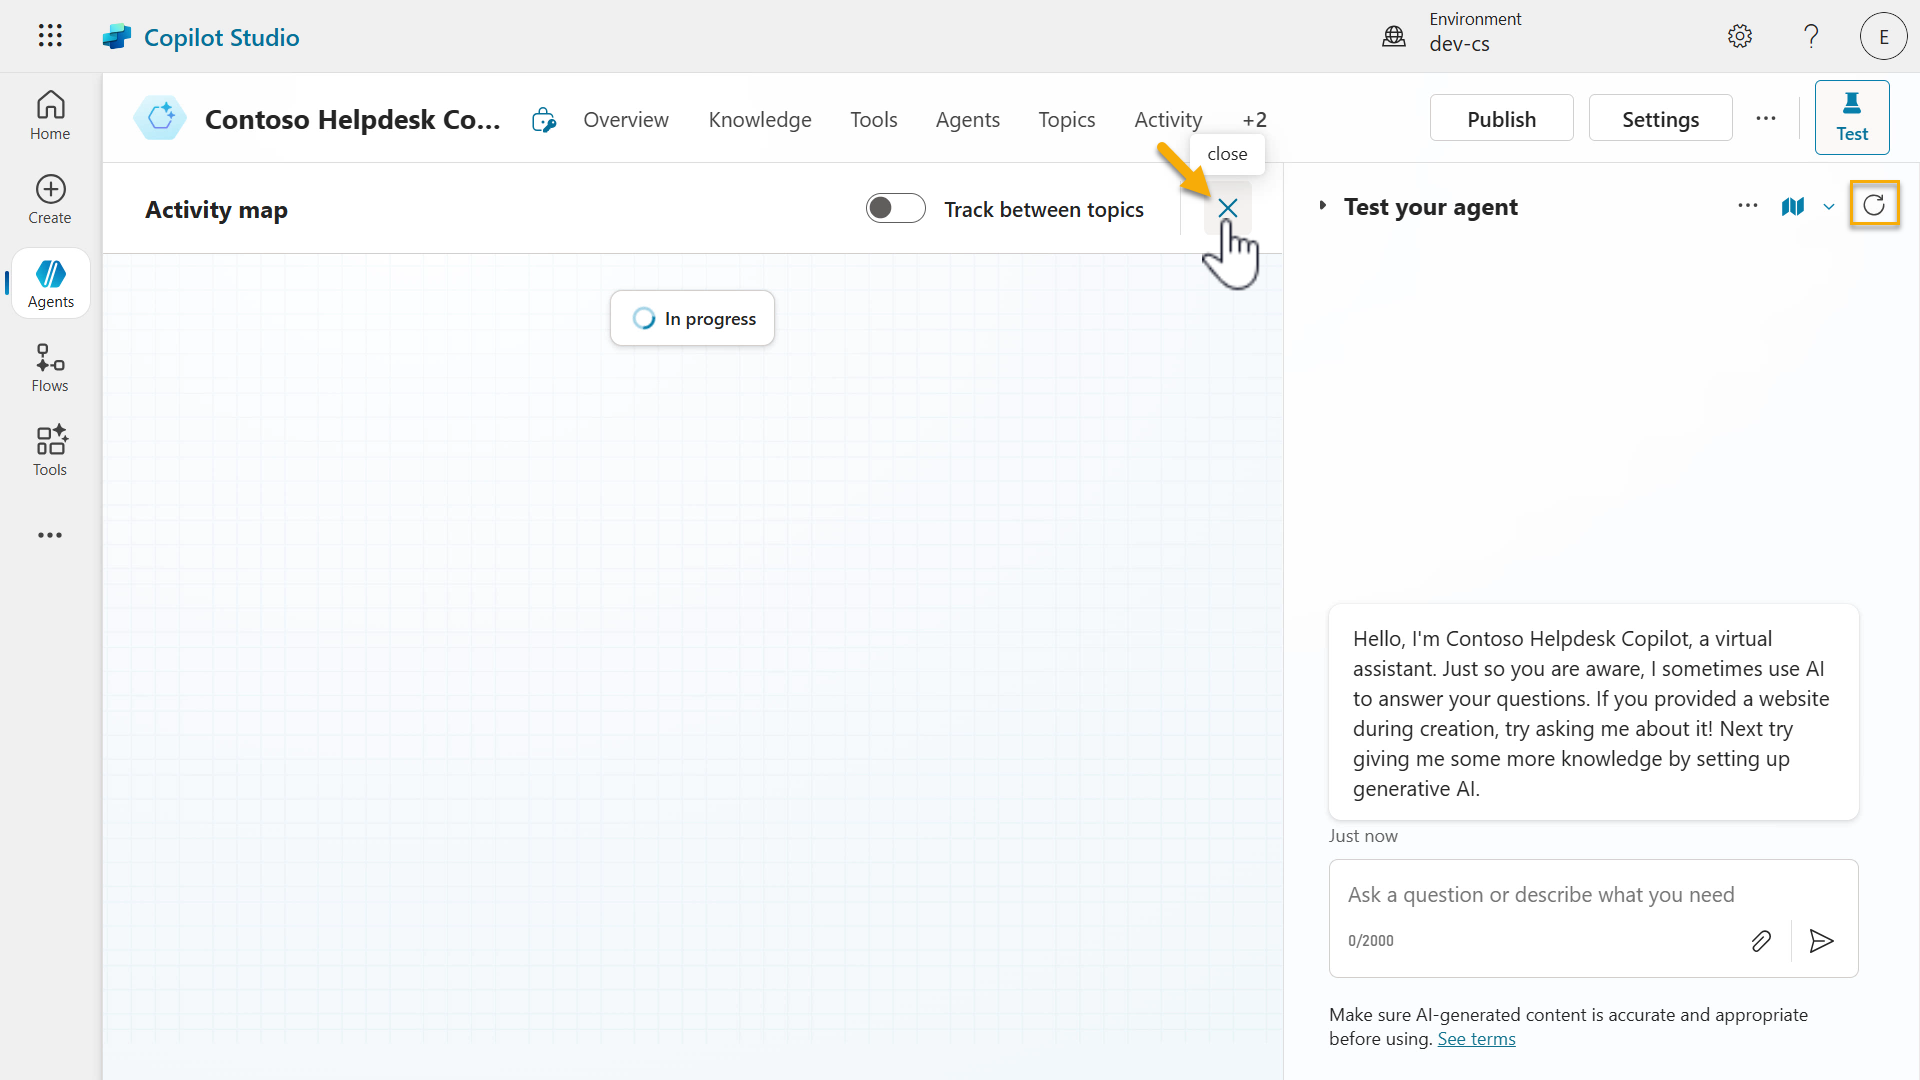 Copilot Studio
Environment
dev-cs
E
Home
Create
Agents
Flows
Tools
Contoso Helpdesk Co...
Overview
Knowledge
Tools
Agents
Topics
Activity
+2
Publish
Settings
Test
close
Activity map
Track between topics
In progress
Test your agent
Hello, I'm Contoso Helpdesk Copilot, a virtual
assistant. Just so you are aware, I sometimes use AI
to answer your questions. If you provided a website
during creation, try asking me about it! Next try
giving me some more knowledge by setting up
generative AI.
Just now
Ask a question or describe what you need
0/2000
Make sure AI-generated content is accurate and appropriate
before using. See terms